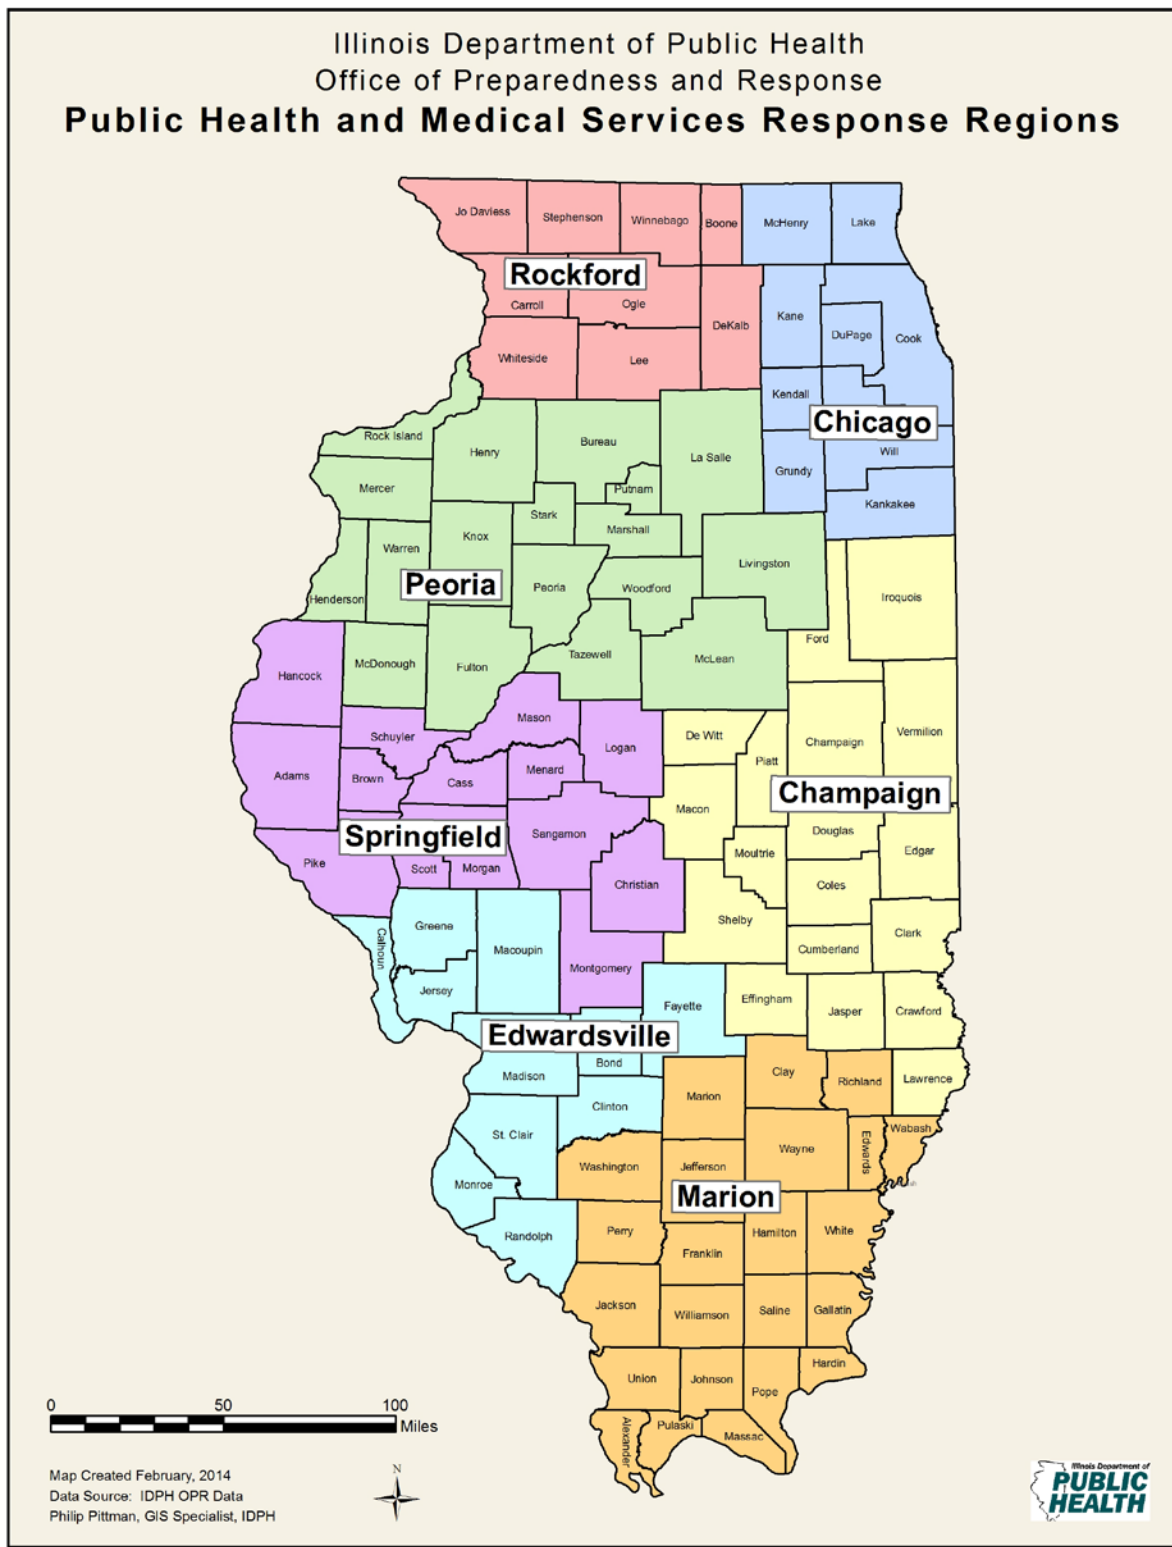 Illinois Department of Public Health
Office of Preparedness and Response
Public Health and Medical Services Response Regions
Jo Daviess
Stephenson
Winnebago
Boone
McHenry
Lake
Rockford
Carroll
Ogle
DeKalb
Kane
DuPage
Cook
Whiteside
Lee
Kendall
Chicago
Rock Island
Henry
Bureau
La Salle
Will
Grundy
Mercer
Putnam
Kankakee
Stark
Marshall
Knox
Warren
Livingston
Peoria
Peoria
Woodford
Henderson
Iroquois
Ford
Tazewell
McLean
McDonough
Fulton
Hancock
Mason
Schuyler
Logan
De Witt
Champaign
Vermilion
Piatt
Adams
Brown
Cass
Menard
Champaign
Macon
Springfield
Sangamon
Douglas
Moultrie
Edgar
Pike
Scott
Morgan
Christian
Coles
Shelby
Greene
Clark
Calhoun
Macoupin
Cumberland
Montgomery
Jersey
Fayette
Effingham
Jasper
Crawford
Edwardsville
Bond
Madison
Clay
Richland
Lawrence
Marion
Clinton
St. Clair
Wabash
Wayne
Edwards
Washington
Jefferson
Monroe
Marion
Randolph
Perry
Hamilton
White
Franklin
Jackson
Williamson
Saline
Gallatin
Hardin
Union
Johnson
Pope
Alexander
Pulaski
Massac
0 50 100
Miles
Map Created February, 2014
Data Source: IDPH OPR Data
Philip Pittman, GIS Specialist, IDPH
N
Illinois Department of
PUBLIC
HEALTH